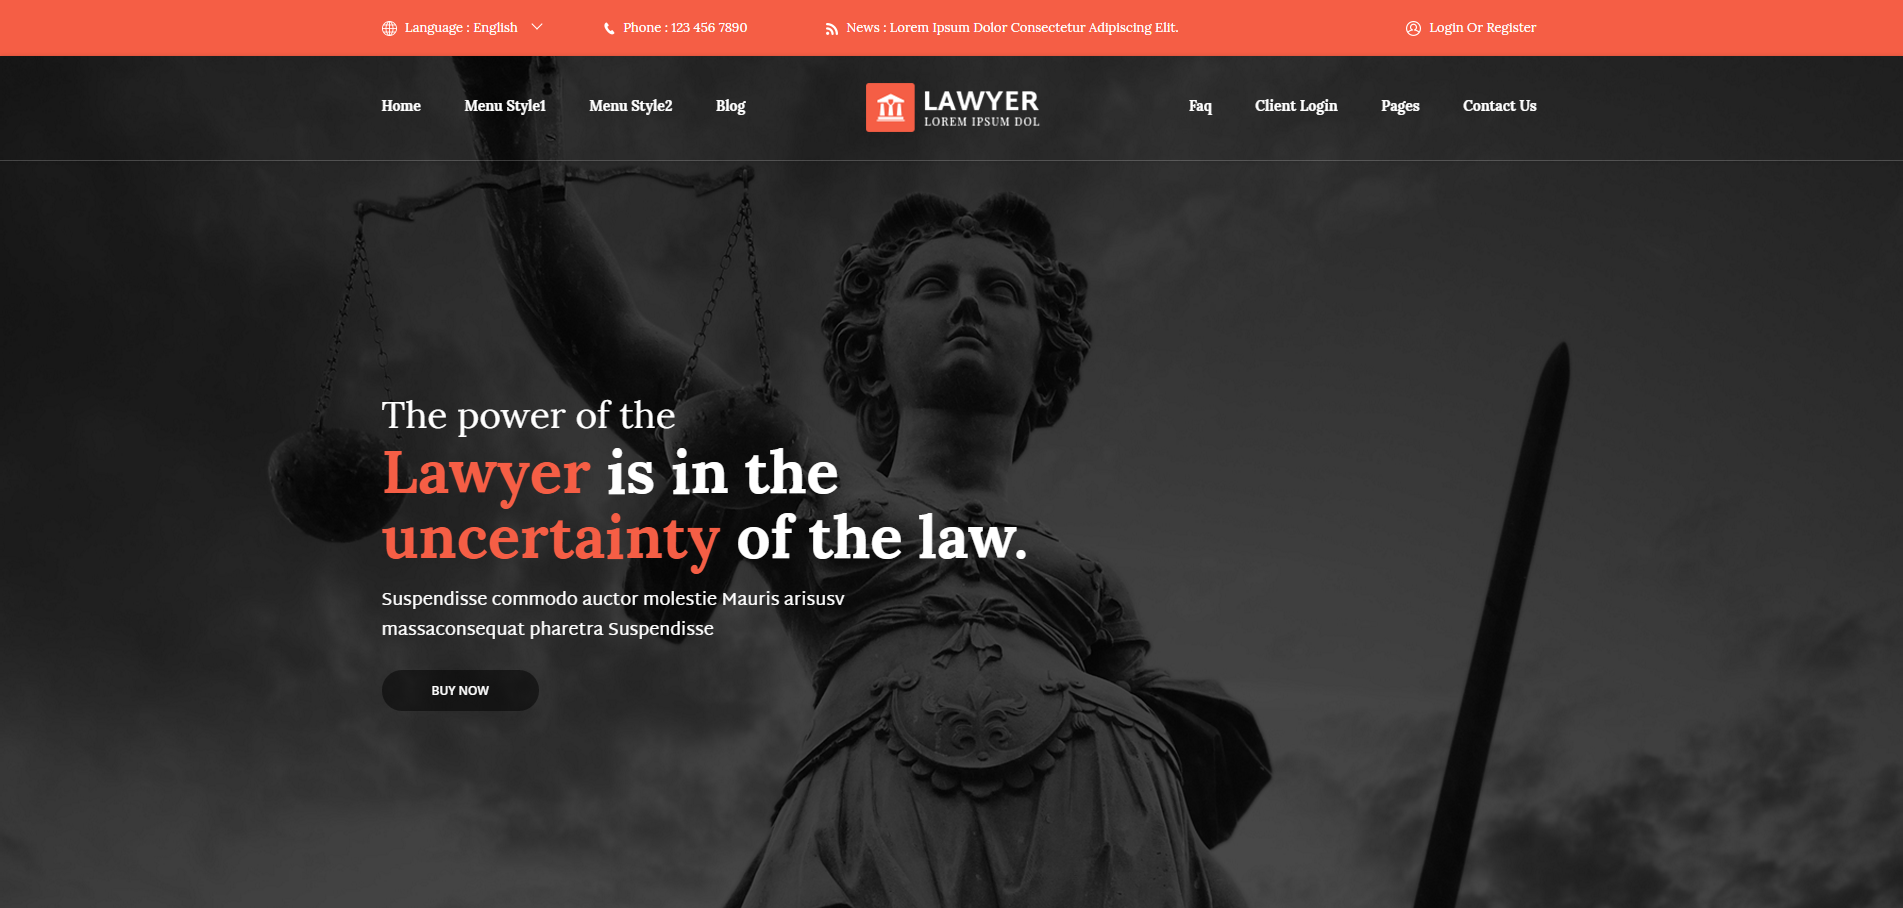 Language : English
Phone : 123 456 7890
News : Lorem Ipsum Dolor Consectetur Adipiscing Elit.
Login Or Register
Home
Menu Style1
Menu Style2
Blog
LAWYER
LOREM IPSUM DOL
Faq
Client Login
Pages
Contact Us
The power of the
Lawyer is in the
uncertainty of the law.
Suspendisse commodo auctor molestie Mauris arisusv
massaconsequat pharetra Suspendisse
BUY NOW